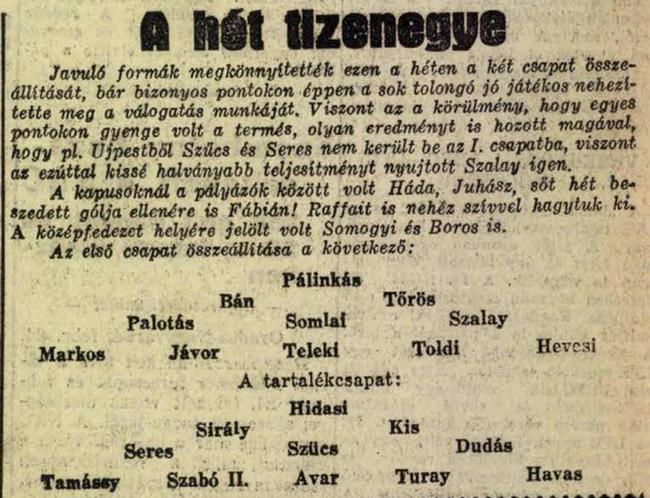 A hét tizenegye
Javuló formák megkönnyítették ezen a héten a két csapat össze-
állítását, bár bizonyos pontokon éppen a sok tolongó jó játékos nehezí-
tette meg a válogatás munkáját. Viszont az a körülmény, hogy egyes
pontokon gyenge volt a termés, olyan eredményt is hozott magával,
hogy pl. Ujpestből Szűcs és Seres nem került be az I. csapatba, viszont
az ezúttal kissé halványabb teljesítményt nyujtott Szalay igen.
A kapusoknál a pályázók között volt Háda, Juhász, sőt hét be-
szedett gólja ellenére is Fábián! Raffait is nehéz szívvel hagytuk ki.
A középfedezet helyére jelölt volt Somogyi és Boros is.
Az első csapat összeállítása a következő:
Pálinkás
Bán Tőrös
Palotás Somlai Szalay
Markos Jávor Teleki Toldi Hevesi
A tartalékcsapat:
Hidasi
Sirály Kis
Seres Szűcs Dudás
Tamássy Szabó II. Avar Turay Havas